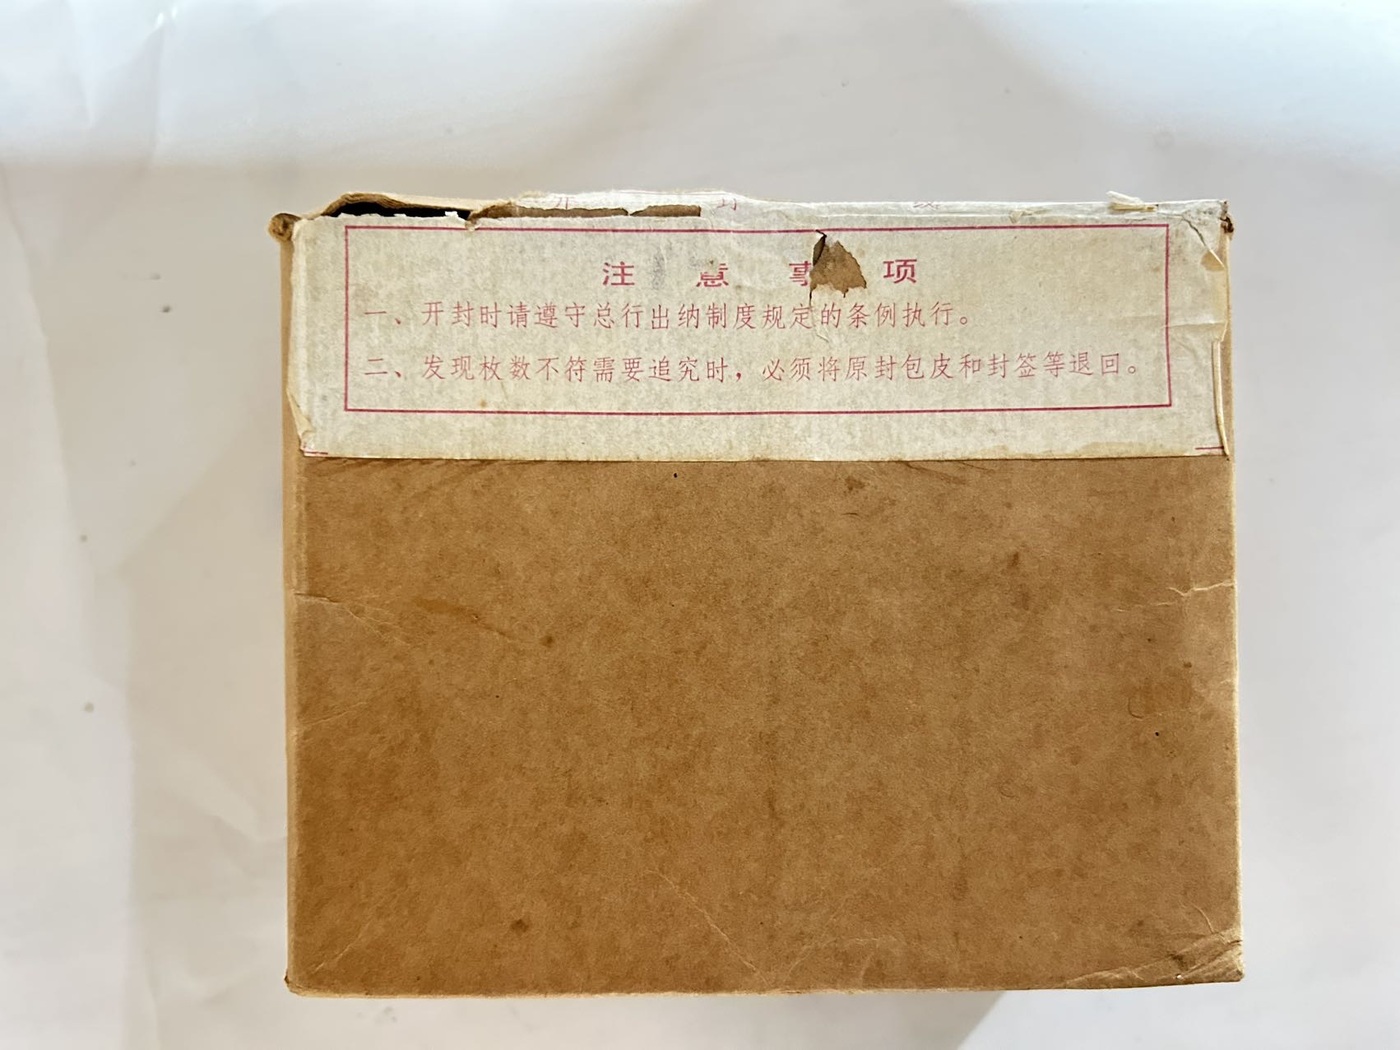 注意事项
一、开封时请遵守总行出纳制度规定的条例执行。
二、发现枚数不符需要追究时，必须将原封包皮和封签等退回。